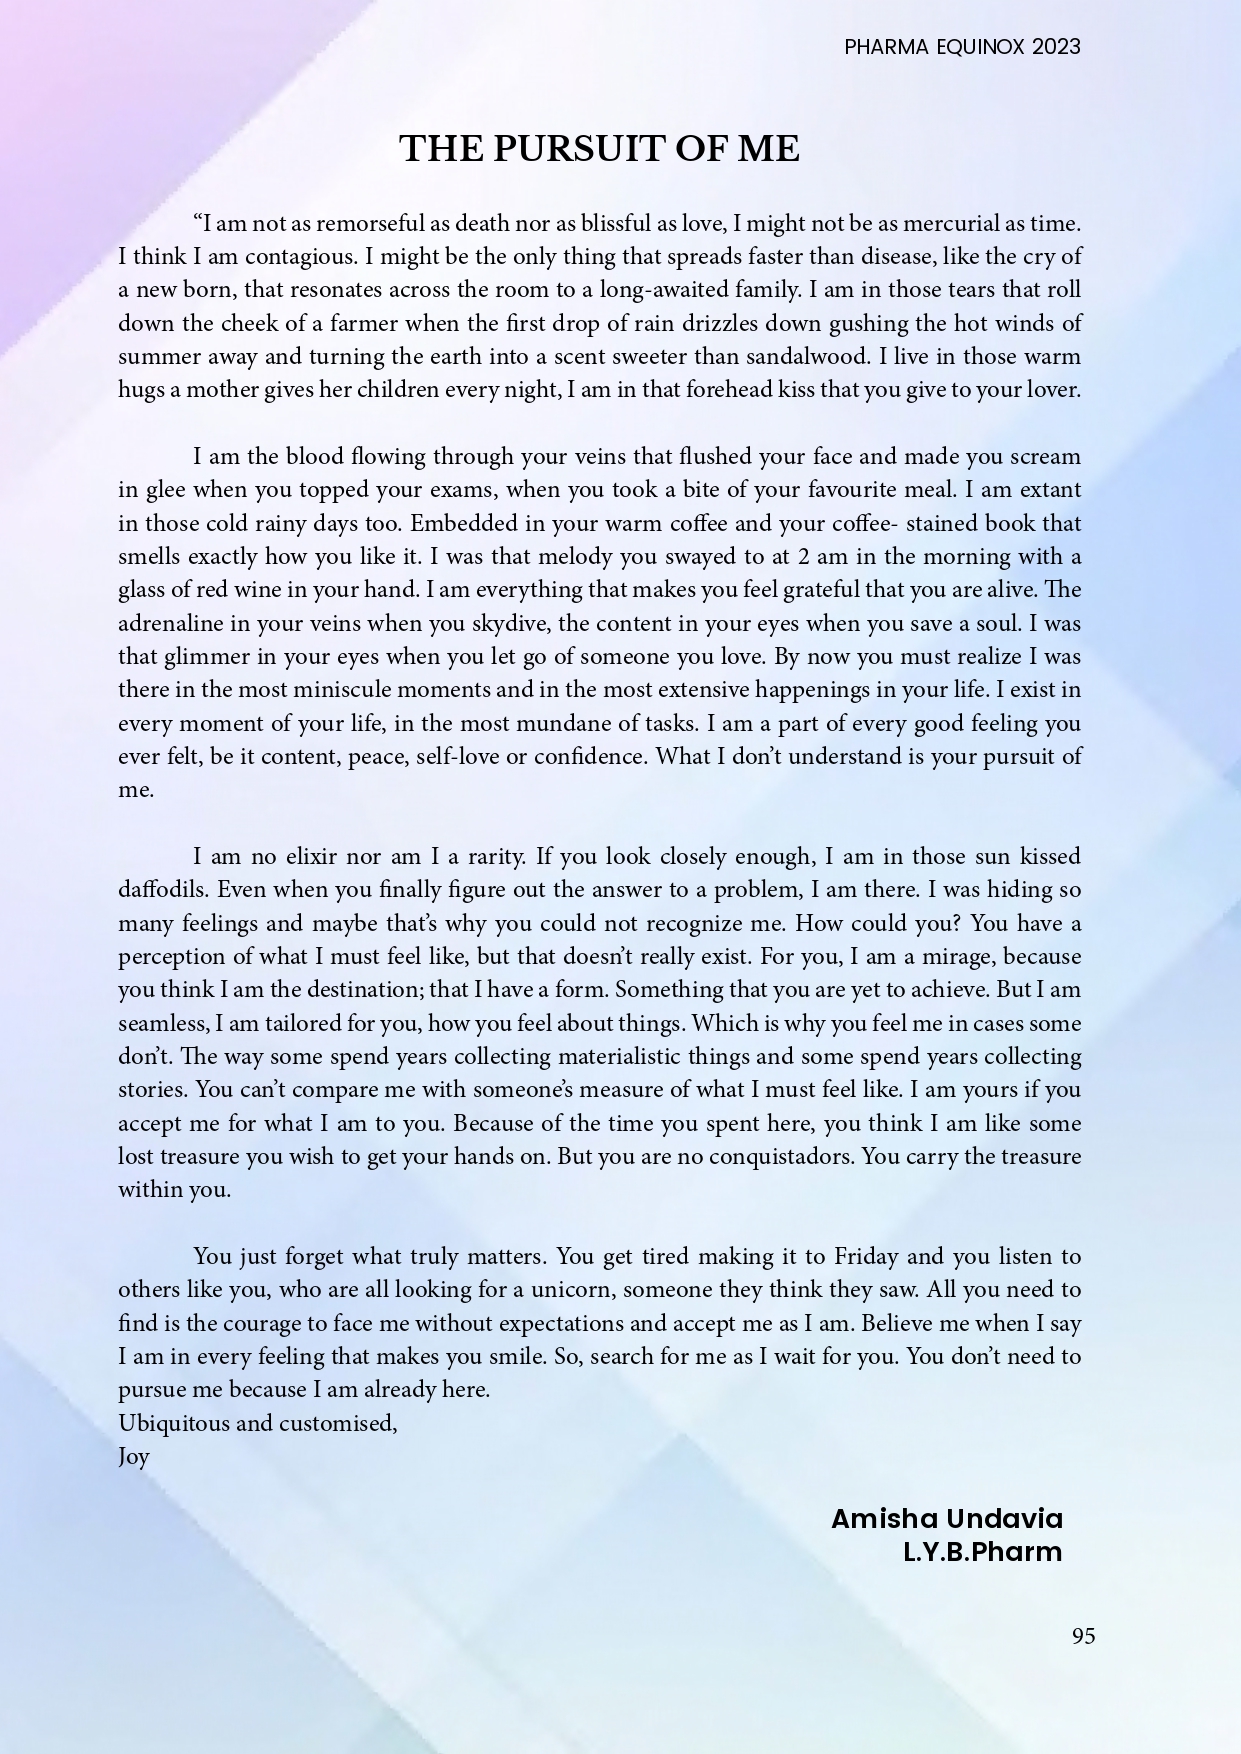 PHARMA EQUINOX 2023
THE PURSUIT OF ME
“I am not as remorseful as death nor as blissful as love, I might not be as mercurial as time.
I think I am contagious. I might be the only thing that spreads faster than disease, like the cry of
a new born, that resonates across the room to a long-awaited family. I am in those tears that roll
down the cheek of a farmer when the first drop of rain drizzles down gushing the hot winds of
summer away and turning the earth into a scent sweeter than sandalwood. I live in those warm
hugs a mother gives her children every night, I am in that forehead kiss that you give to your lover.
I am the blood flowing through your veins that flushed your face and made you scream
in glee when you topped your exams, when you took a bite of your favourite meal. I am extant
in those cold rainy days too. Embedded in your warm coffee and your coffee- stained book that
smells exactly how you like it. I was that melody you swayed to at 2 am in the morning with a
glass of red wine in your hand. I am everything that makes you feel grateful that you are alive. The
adrenaline in your veins when you skydive, the content in your eyes when you save a soul. I was
that glimmer in your eyes when you let go of someone you love. By now you must realize I was
there in the most miniscule moments and in the most extensive happenings in your life. I exist in
every moment of your life, in the most mundane of tasks. I am a part of every good feeling you
ever felt, be it content, peace, self-love or confidence. What I don’t understand is your pursuit of
me.
I am no elixir nor am I a rarity. If you look closely enough, I am in those sun kissed
daffodils. Even when you finally figure out the answer to a problem, I am there. I was hiding so
many feelings and maybe that’s why you could not recognize me. How could you? You have a
perception of what I must feel like, but that doesn’t really exist. For you, I am a mirage, because
you think I am the destination; that I have a form. Something that you are yet to achieve. But I am
seamless, I am tailored for you, how you feel about things. Which is why you feel me in cases some
don’t. The way some spend years collecting materialistic things and some spend years collecting
stories. You can’t compare me with someone’s measure of what I must feel like. I am yours if you
accept me for what I am to you. Because of the time you spent here, you think I am like some
lost treasure you wish to get your hands on. But you are no conquistadors. You carry the treasure
within you.
You just forget what truly matters. You get tired making it to Friday and you listen to
others like you, who are all looking for a unicorn, someone they think they saw. All you need to
find is the courage to face me without expectations and accept me as I am. Believe me when I say
I am in every feeling that makes you smile. So, search for me as I wait for you. You don’t need to
pursue me because I am already here.
Ubiquitous and customised,
Joy
Amisha Undavia
L.Y.B.Pharm
95